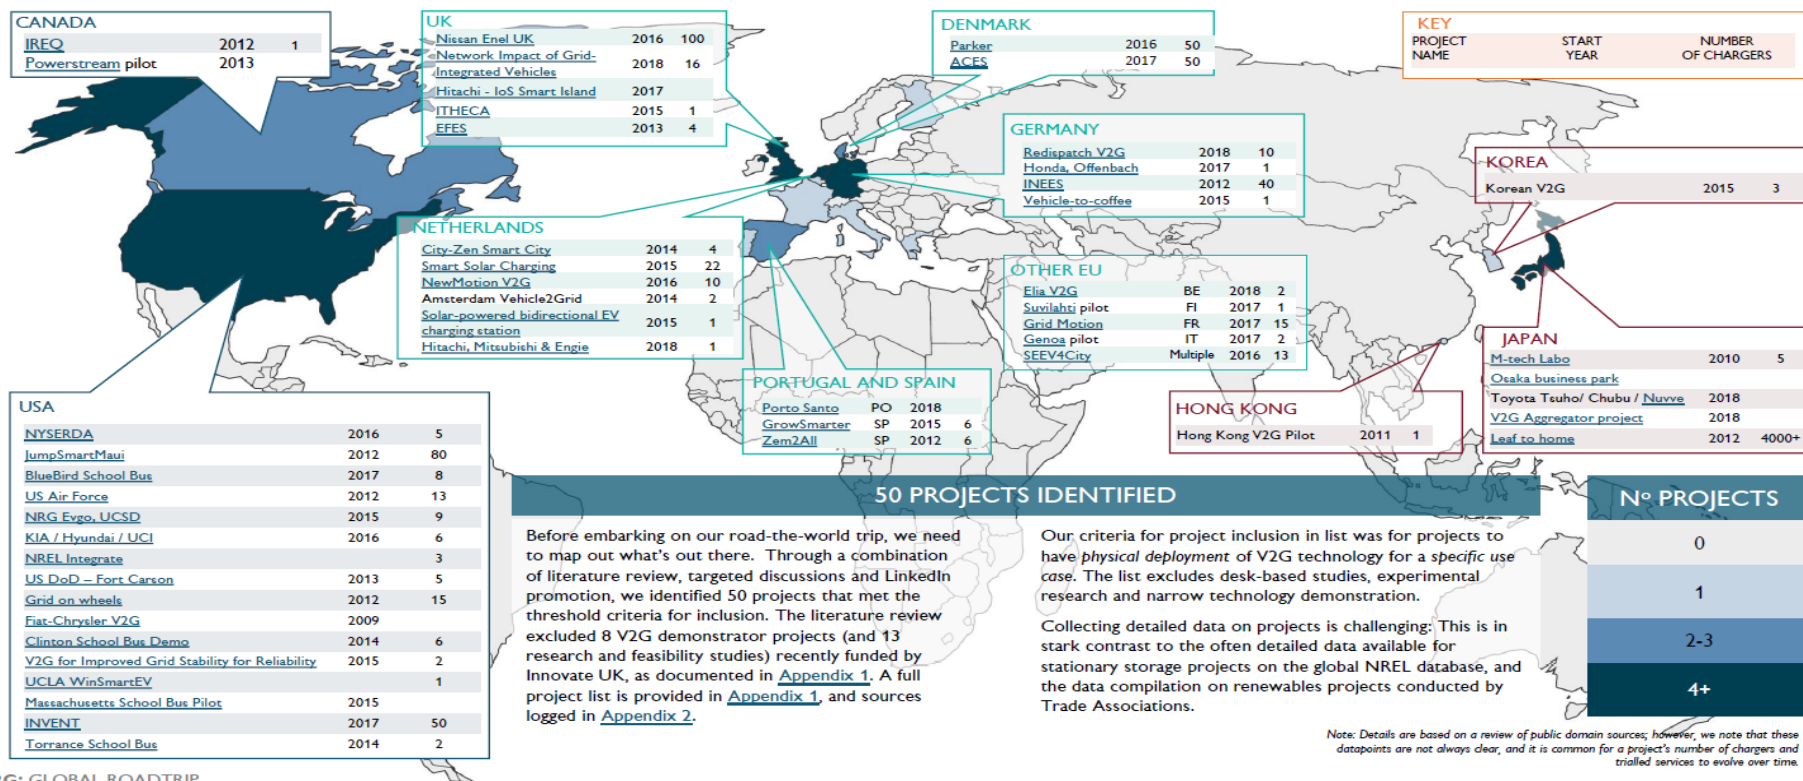 CANADA
IREQ 2012 1
Powerstream pilot 2013
UK
Nissan Enel UK 2016 100
Network Impact of Grid-
Integrated Vehicles 2018 16
Hitachi - IoS Smart Island 2017
ITHECA 2015 1
EFES 2013 4
DENMARK
Parker 2016 50
ACES 2017 50
KEY
PROJECT NAME START YEAR NUMBER OF CHARGERS
GERMANY
Redispatch V2G 2018 10
Honda, Offenbach 2017 1
INEES 2012 40
Vehicle-to-coffee 2015 1
KOREA
Korean V2G 2015 3
NETHERLANDS
City-Zen Smart City 2014 4
Smart Solar Charging 2015 22
NewMotion V2G 2016 10
Amsterdam Vehicle2Grid 2014 2
Solar-powered bidirectional EV
charging station 2015 1
Hitachi, Mitsubishi & Engie 2018 1
OTHER EU
Elia V2G BE 2018 2
Suvilahti pilot FI 2017 1
Grid Motion FR 2017 15
Genoa pilot IT 2017 2
SEEV4City Multiple 2016 13
JAPAN
M-tech Labo 2010 5
Osaka business park
Toyota Tsuho/ Chubu / Nuvve 2018
V2G Aggregator project 2018
Leaf to home 2012 4000+
PORTUGAL AND SPAIN
Porto Santo PO 2018
GrowSmarter SP 2015 6
Zem2All SP 2012 6
HONG KONG
Hong Kong V2G Pilot 2011 1
USA
NYSERDA 2016 5
JumpSmartMaui 2012 80
BlueBird School Bus 2017 8
US Air Force 2012 13
NRG Evgo, UCSD 2015 9
KIA / Hyundai / UCI 2016 6
NREL Integrate 3
US DoD – Fort Carson 2013 5
Grid on wheels 2012 15
Fiat-Chrysler V2G 2009
Clinton School Bus Demo 2014 6
V2G for Improved Grid Stability for Reliability 2015 2
UCLA WinSmartEV 1
Massachusetts School Bus Pilot 2015
INVENT 2017 50
Torrance School Bus 2014 2
50 PROJECTS IDENTIFIED
Before embarking on our road-the-world trip, we need
to map out what's out there. Through a combination
of literature review, targeted discussions and LinkedIn
promotion, we identified 50 projects that met the
threshold criteria for inclusion. The literature review
excluded 8 V2G demonstrator projects (and 13
research and feasibility studies) recently funded by
Innovate UK, as documented in Appendix 1. A full
project list is provided in Appendix 1, and sources
logged in Appendix 2.
Our criteria for project inclusion in list was for projects to
have physical deployment of V2G technology for a specific use
case. The list excludes desk-based studies, experimental
research and narrow technology demonstration.
Collecting detailed data on projects is challenging: This is in
stark contrast to the often detailed data available for
stationary storage projects on the global NREL database, and
the data compilation on renewables projects conducted by
Trade Associations.
Nº PROJECTS
0
1
2-3
4+
Note: Details are based on a review of public domain sources; however, we note that these
datapoints are not always clear, and it is common for a project's number of chargers and
trialled services to evolve over time.
GLOBAL ROADTRIP